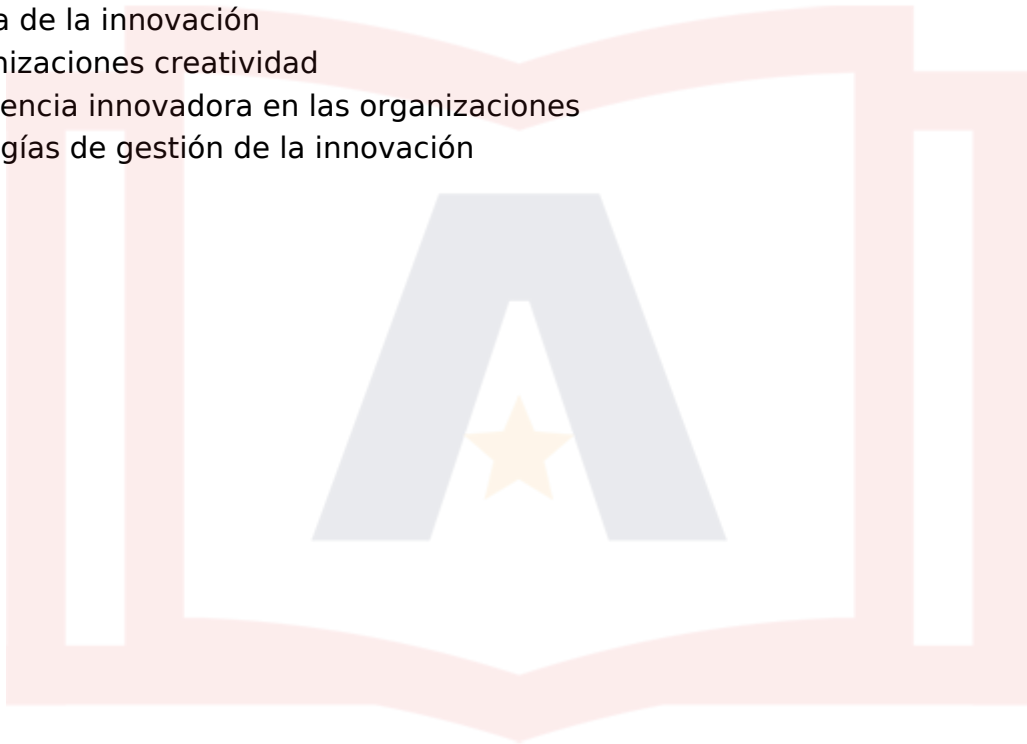 a de la innovación
nizaciones creatividad
encia innovadora en las organizaciones
gías de gestión de la innovación